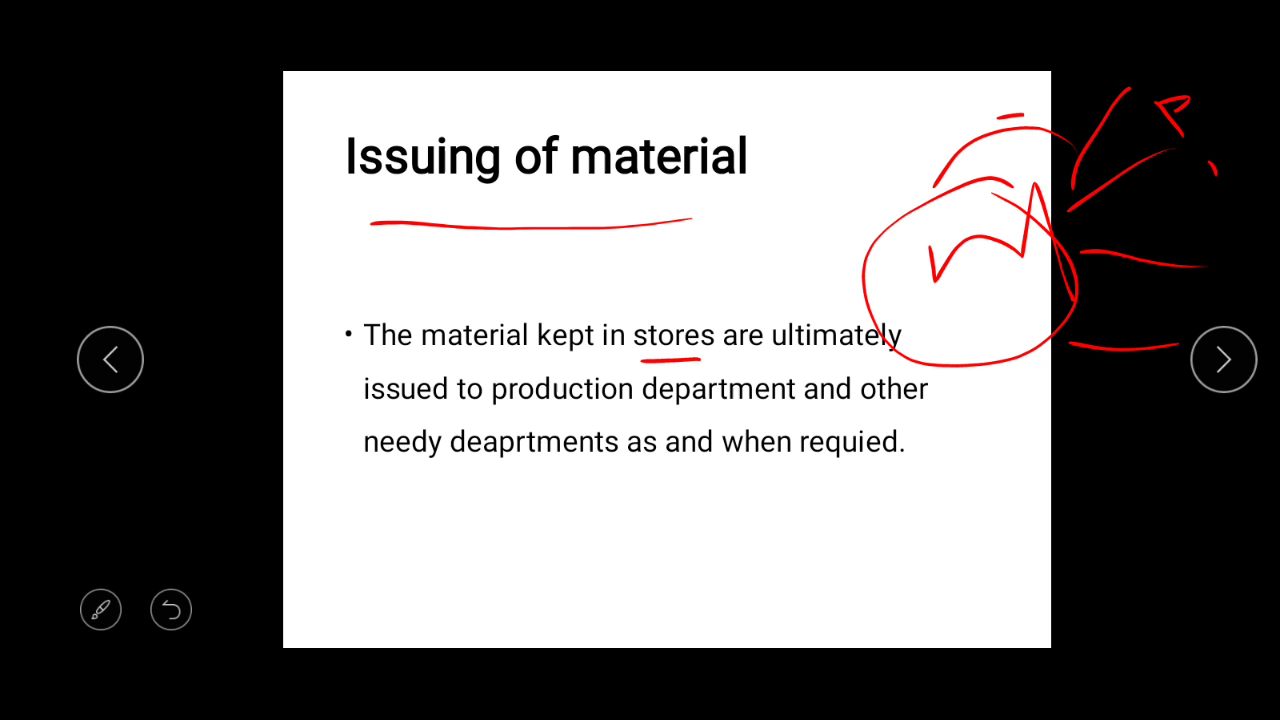 Issuing of material
• The material kept in stores are ultimately
issued to production department and other
needy deaprtments as and when requied.